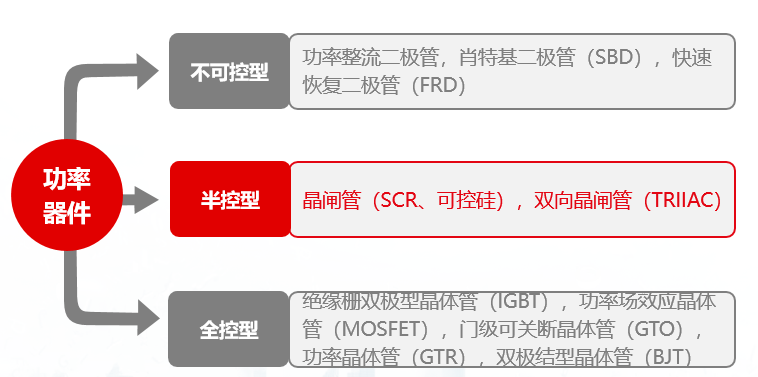 功率
器件
不可控型
功率整流二极管，肖特基二极管（SBD），快速
恢复二极管（FRD）
半控型
晶闸管（SCR、可控硅），双向晶闸管（TRIIAC）
全控型
绝缘栅双极型晶体管（IGBT），功率场效应晶体
管（MOSFET），门级可关断晶体管（GTO），
功率晶体管（GTR），双极结型晶体管（BJT）